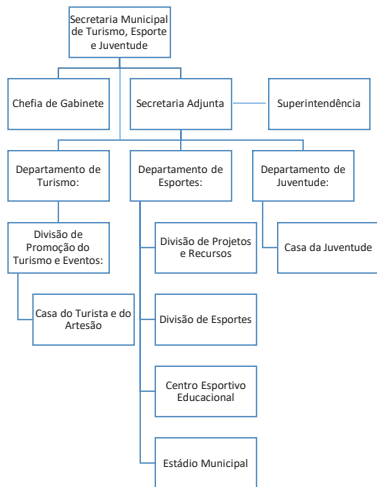 Secretaria Municipal
de Turismo, Esporte
e Juventude
Chefia de Gabinete
Secretaria Adjunta
Superintendência
Departamento de
Turismo:
Departamento de
Esportes:
Departamento de
Juventude:
Divisão de
Promoção do
Turismo e Eventos:
Divisão de Projetos
e Recursos
Casa da Juventude
Casa do Turista e do
Artesão
Divisão de Esportes
Centro Esportivo
Educacional
Estádio Municipal